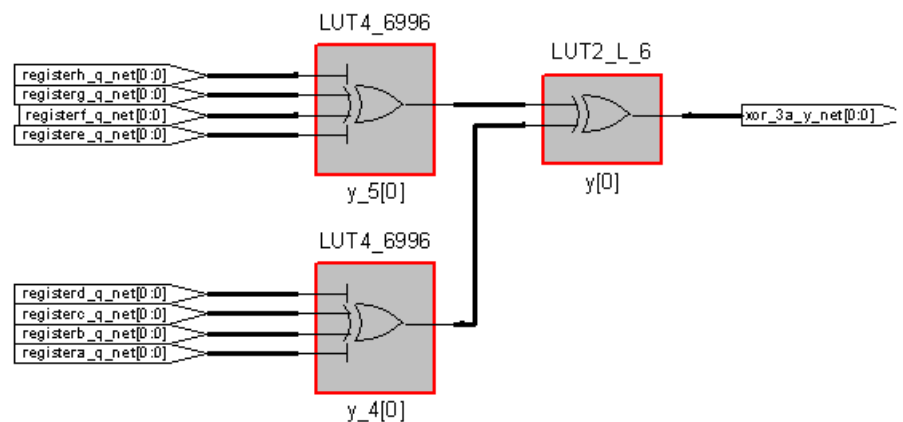 LUT4_6996
registerh_q_net[0:0]
registerg_q_net[0:0]
registerf_q_net[0:0]
registere_q_net[0:0]
y_5[0]
LUT2_L_6
xor_3a_y_net[0:0]
y[0]
LUT4_6996
registerd_q_net[0:0]
registerc_q_net[0:0]
registerb_q_net[0:0]
registera_q_net[0:0]
y_4[0]